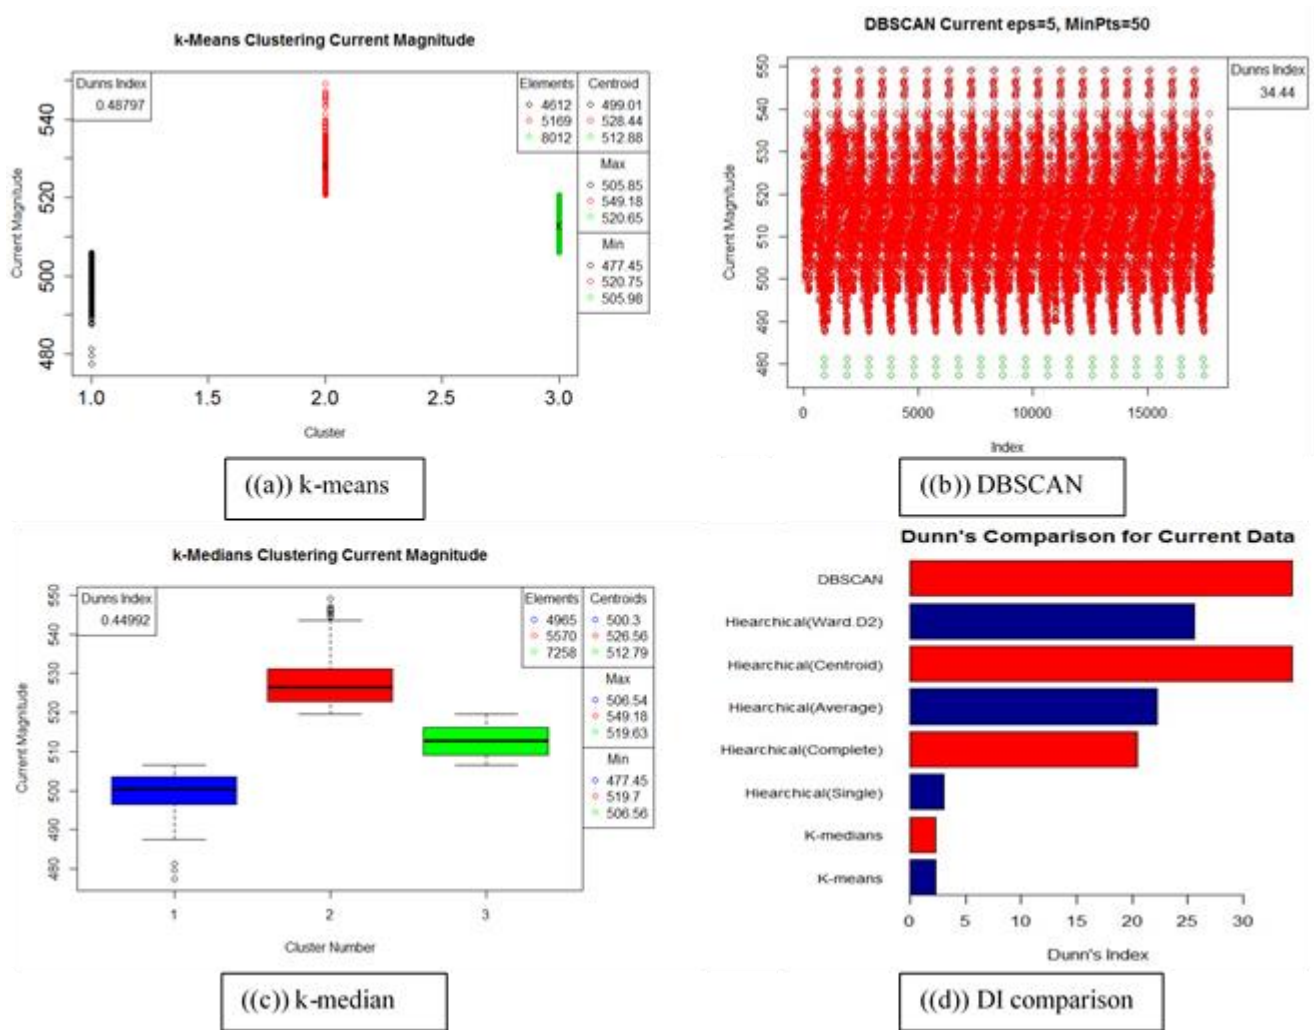 k-Means Clustering Current Magnitude
Dunns Index
0.48797
Elements Centroid
4612 499.01
5169 528.44
8012 512.88
Max
505.85
549.18
520.65
Min
477.45
520.75
505.98
Current Magnitude
540
520
500
480
1.0 1.5 2.0 2.5 3.0
Cluster
((a)) k-means
DBSCAN Current eps=5, MinPts=50
Dunns Index
34.44
Current Magnitude
550
540
530
520
510
500
490
480
0 5000 10000 15000
Index
((b)) DBSCAN
k-Medians Clustering Current Magnitude
Dunns Index
0.44992
Elements Centroids
4965 500.3
5570 526.56
7258 512.79
Max
506.54
549.18
519.63
Min
477.45
519.7
506.56
Current Magnitude
550
540
530
520
510
500
490
480
1 2 3
Cluster Number
((c)) k-median
Dunn's Comparison for Current Data
DBSCAN
Hiearchical(Ward.D2)
Hiearchical(Centroid)
Hiearchical(Average)
Hiearchical(Complete)
Hiearchical(Single)
K-medians
K-means
0 5 10 15 20 25 30
Dunn's Index
((d)) DI comparison